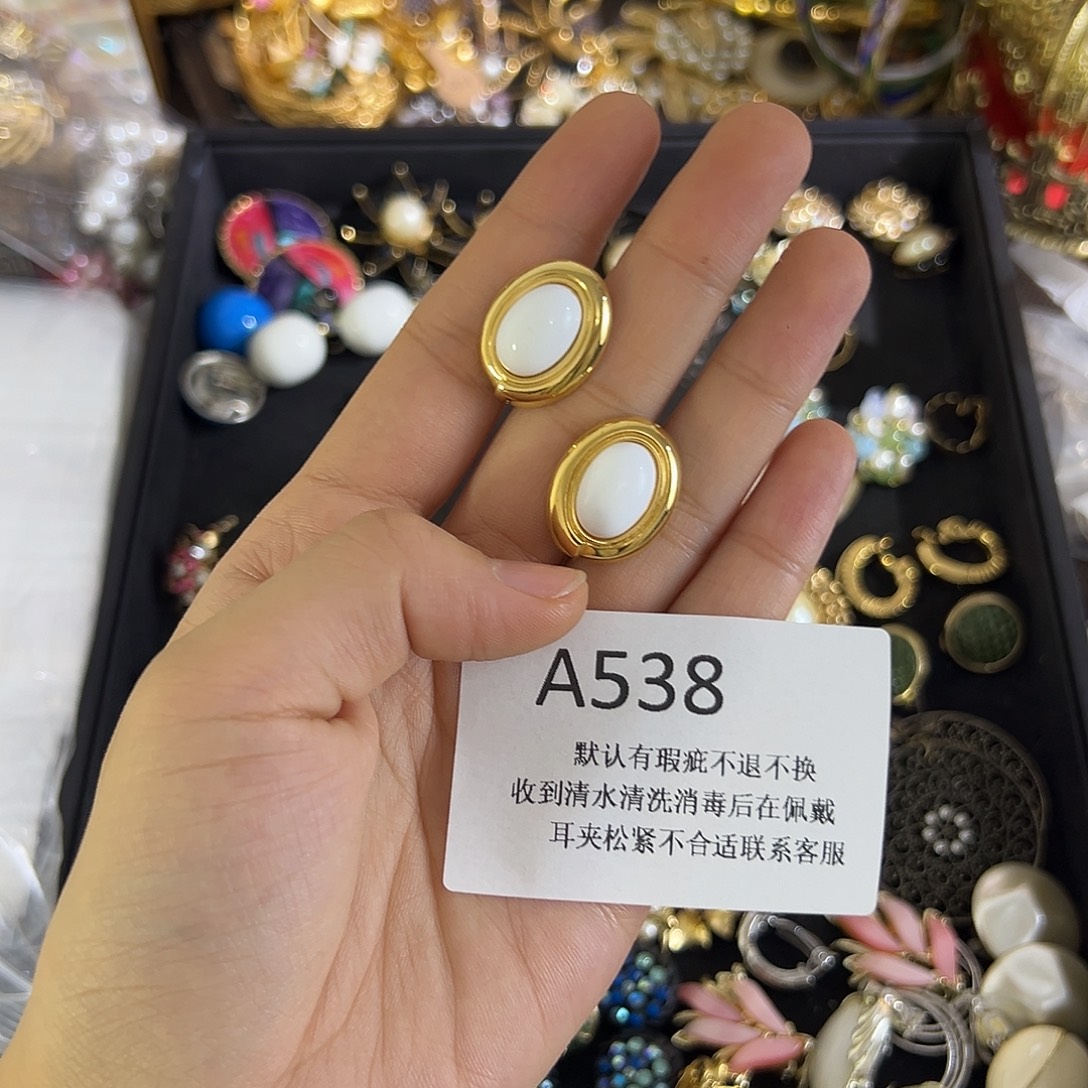 A538
默认有瑕疵不退不换
收到清水清洗消毒后在佩戴
耳夹松紧不合适联系客服